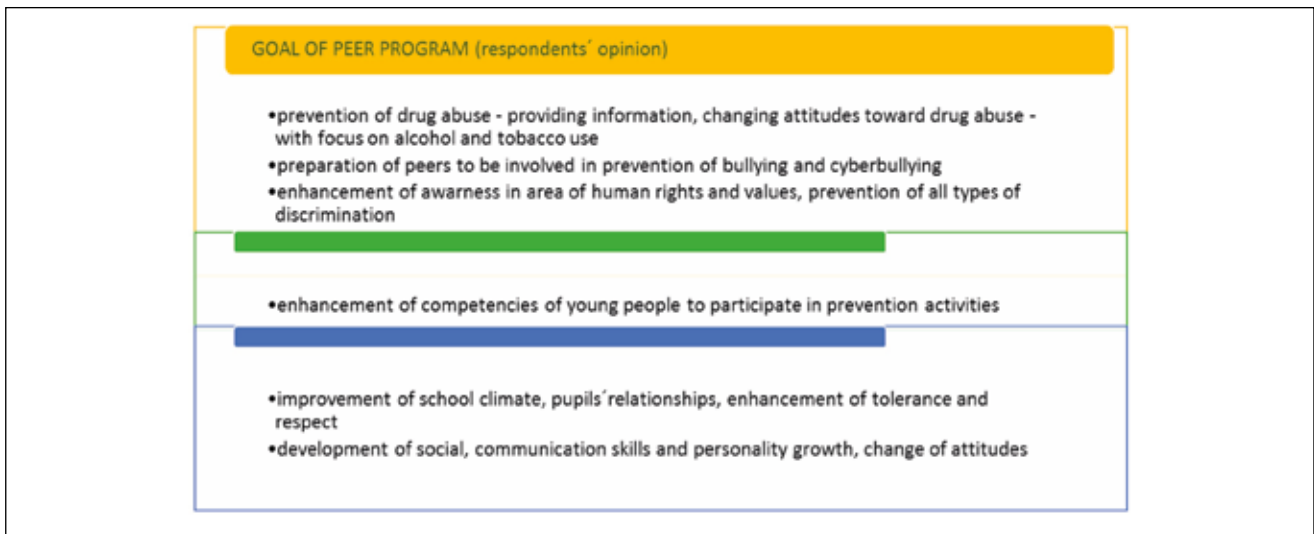 GOAL OF PEER PROGRAM (respondents´ opinion)
•prevention of drug abuse - providing information, changing attitudes toward drug abuse -
with focus on alcohol and tobacco use
•preparation of peers to be involved in prevention of bullying and cyberbullying
•enhancement of awarness in area of human rights and values, prevention of all types of
discrimination
•enhancement of competencies of young people to participate in prevention activities
•improvement of school climate, pupils´relationships, enhancement of tolerance and
respect
•development of social, communication skills and personality growth, change of attitudes